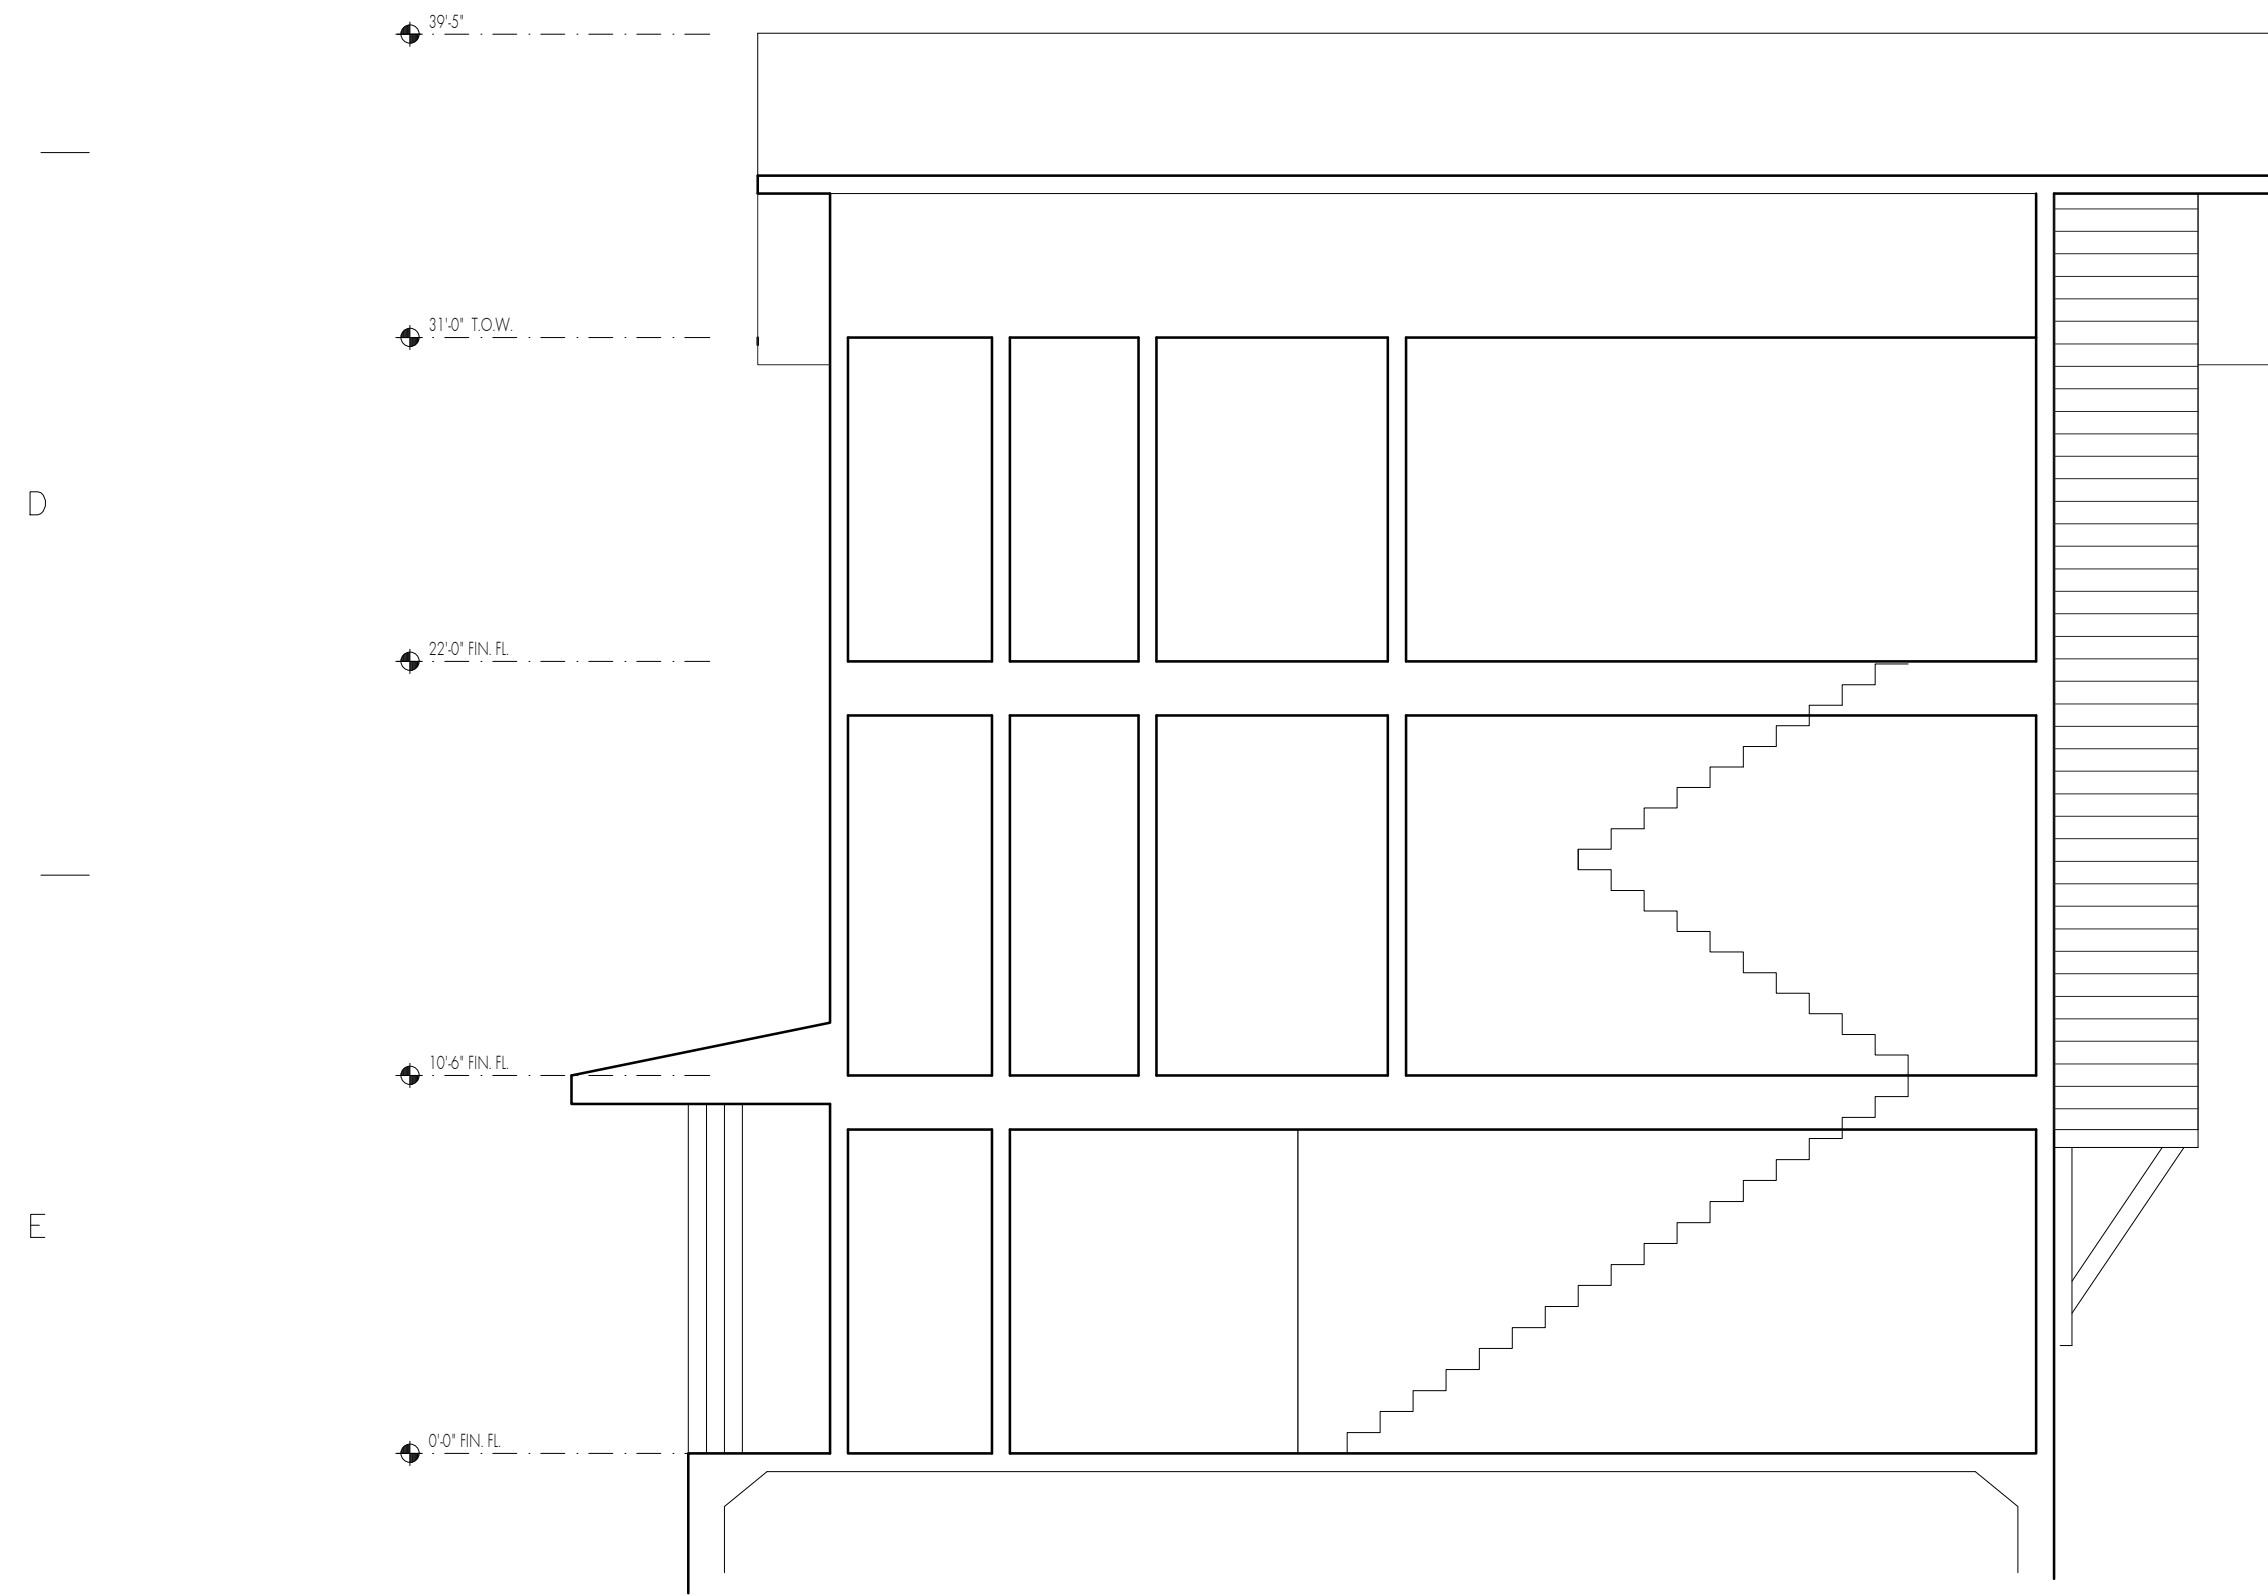 39'-5"
31'-0" T.O.W.
D
22'-0" FIN. FL.
10'-6" FIN. FL.
E
0'-0" FIN. FL.